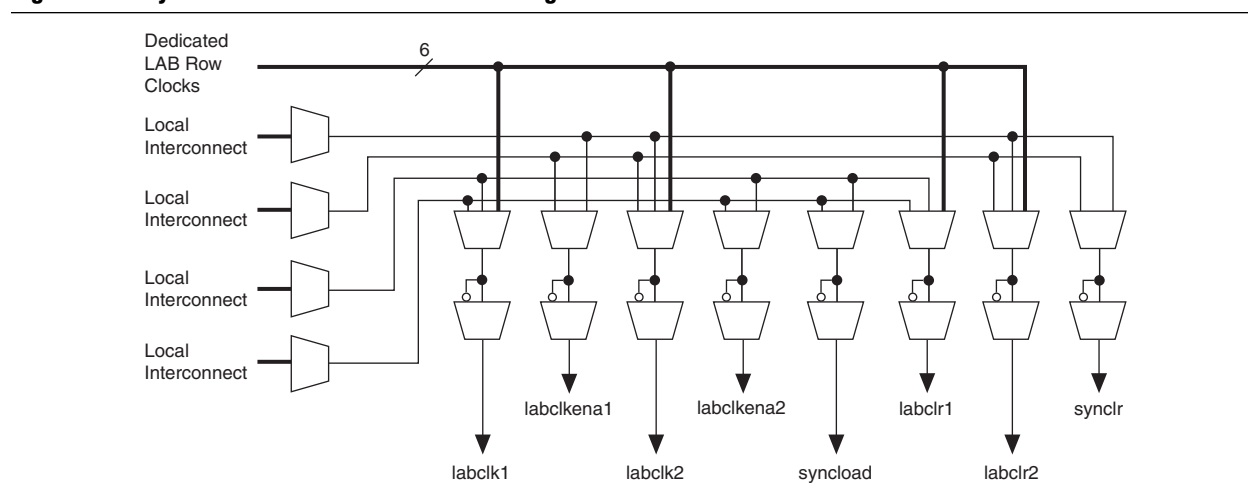 Dedicated
LAB Row
Clocks
6
Local
Interconnect
Local
Interconnect
Local
Interconnect
Local
Interconnect
labclkena1
labclkena2
labclr1
synclr
labclk1
labclk2
syncload
labclr2